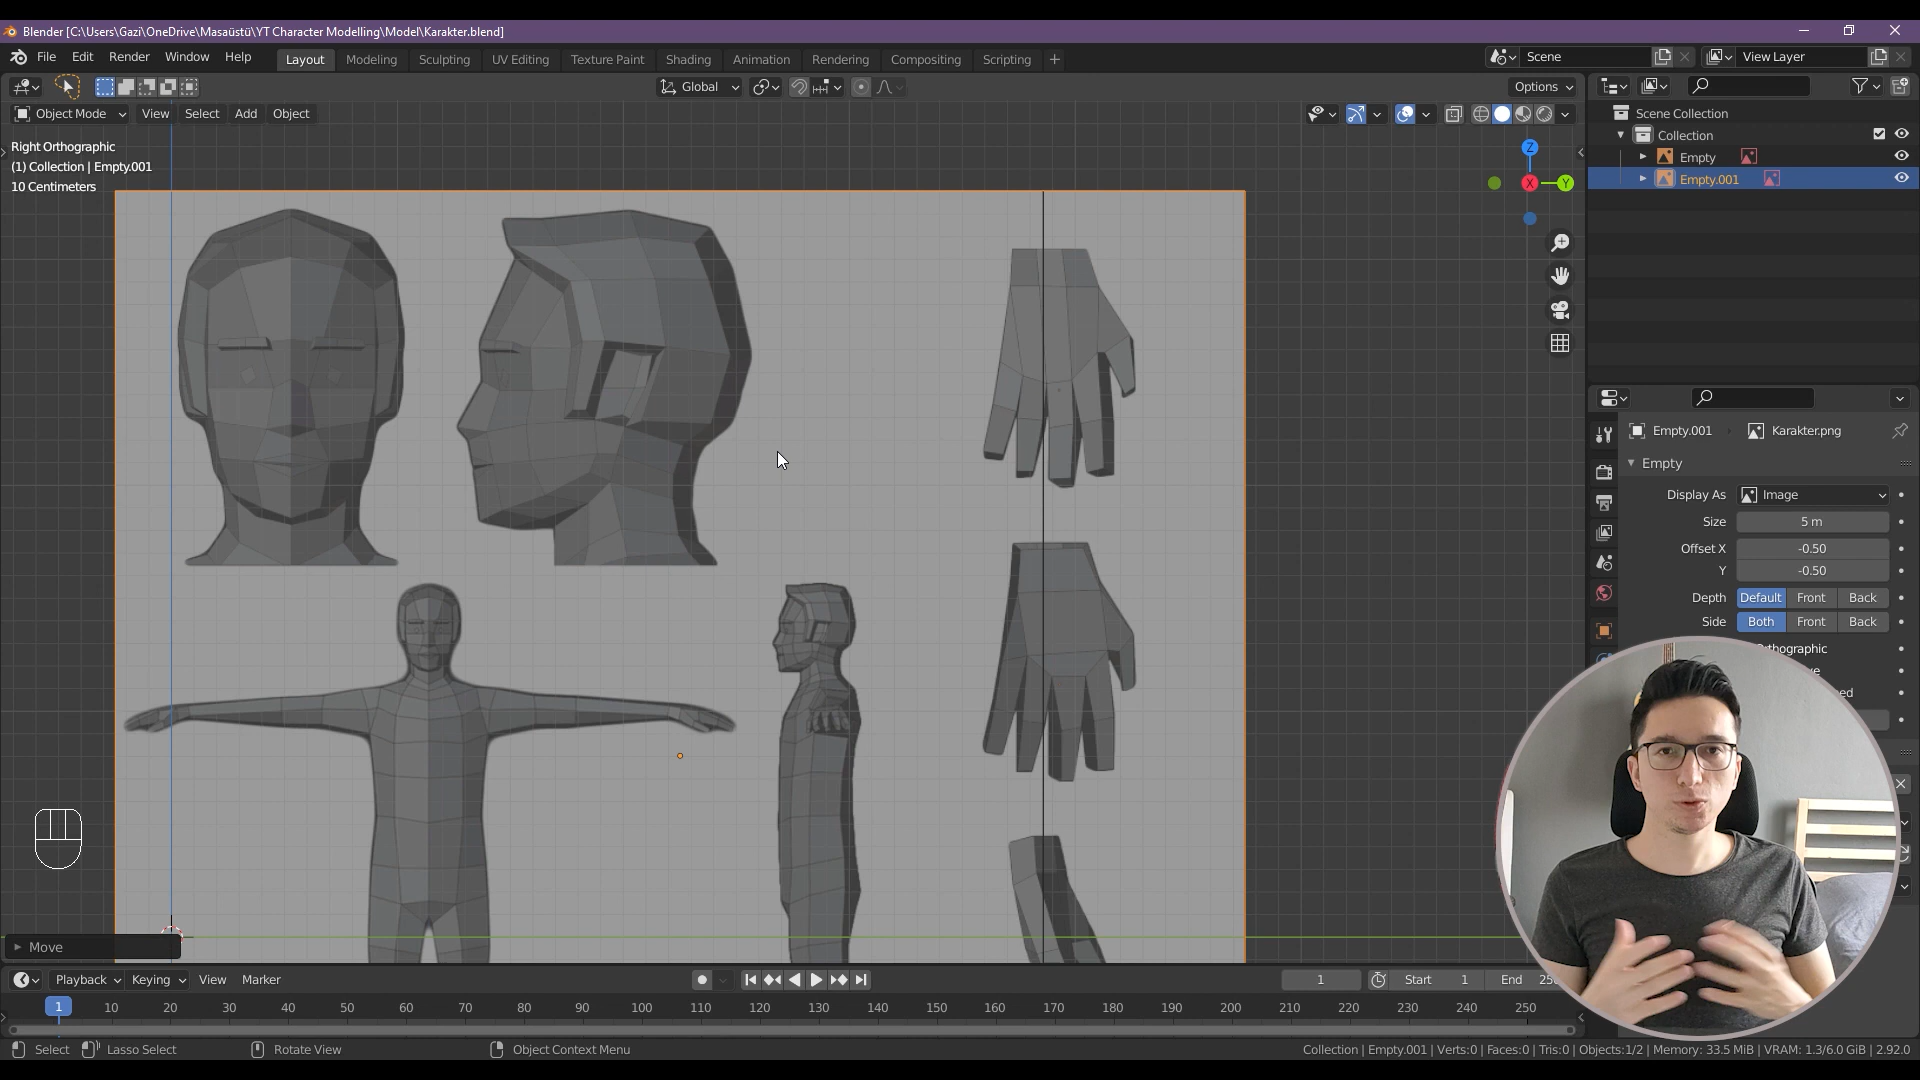 Blender [C:\Users\Gazi\OneDrive\Masaüstü\YT Character Modelling\Model\Karakter.blend]
File Edit Render Window Help Layout Modeling Sculpting UV Editing Texture Paint Shading Animation Rendering Compositing Scripting + Scene View Layer
Global Options
Object Mode View Select Add Object
Right Orthographic
(1) Collection | Empty.001
10 Centimeters
Z
X
Y
Scene Collection
Collection
Empty
Empty.001
Empty.001 Karakter.png
Empty
Display As Image
Size 5 m
Offset X -0.50
Y -0.50
Depth Default Front Back
Side Both Front Back
Move
Playback Keying View Marker 1 Start 1 End
1 10 20 30 40 50 60 70 80 90 100 110 120 130 140 150 160 170 180 190 200 210 220 230 240 250
Select Lasso Select Rotate View Object Context Menu Collection | Empty.001 | Verts:0 | Faces:0 | Tris:0 | Objects:1/2 | Memory: 33.5 MiB | VRAM: 1.3/6.0 GiB | 2.92.0